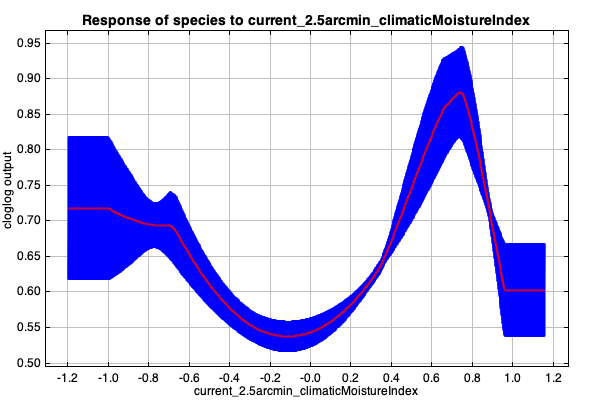 Response of species to current_2.5arcmin_climaticMoistureIndex
0.95
0.90
0.85
0.80
0.75
0.70
0.65
0.60
0.55
0.50
cloglog output
-1.2 -1.0 -0.8 -0.6 -0.4 -0.2 -0.0 0.2 0.4 0.6 0.8 1.0 1.2
current_2.5arcmin_climaticMoistureIndex